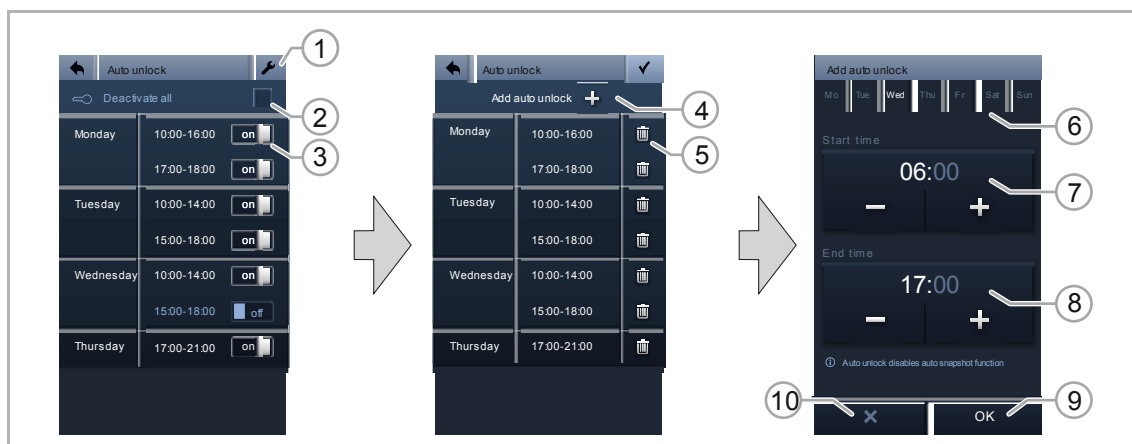 Auto unlock
1
Deactivate all
2
Monday 10:00-16:00 on
3
17:00-18:00 on
Tuesday 10:00-14:00 on
15:00-18:00 on
Wednesday 10:00-14:00 on
15:00-18:00 off
Thursday 17:00-21:00 on
Auto unlock
Add auto unlock
4
Monday 10:00-16:00
5
17:00-18:00
Tuesday 10:00-14:00
15:00-18:00
Wednesday 10:00-14:00
15:00-18:00
Thursday 17:00-21:00
Add auto unlock
Mo Tue Wed Thu Fr Sat Sun
6
Start time
06:00
7
− +
End time
17:00
8
− +
Auto unlock disables auto snapshot function
10
OK
9